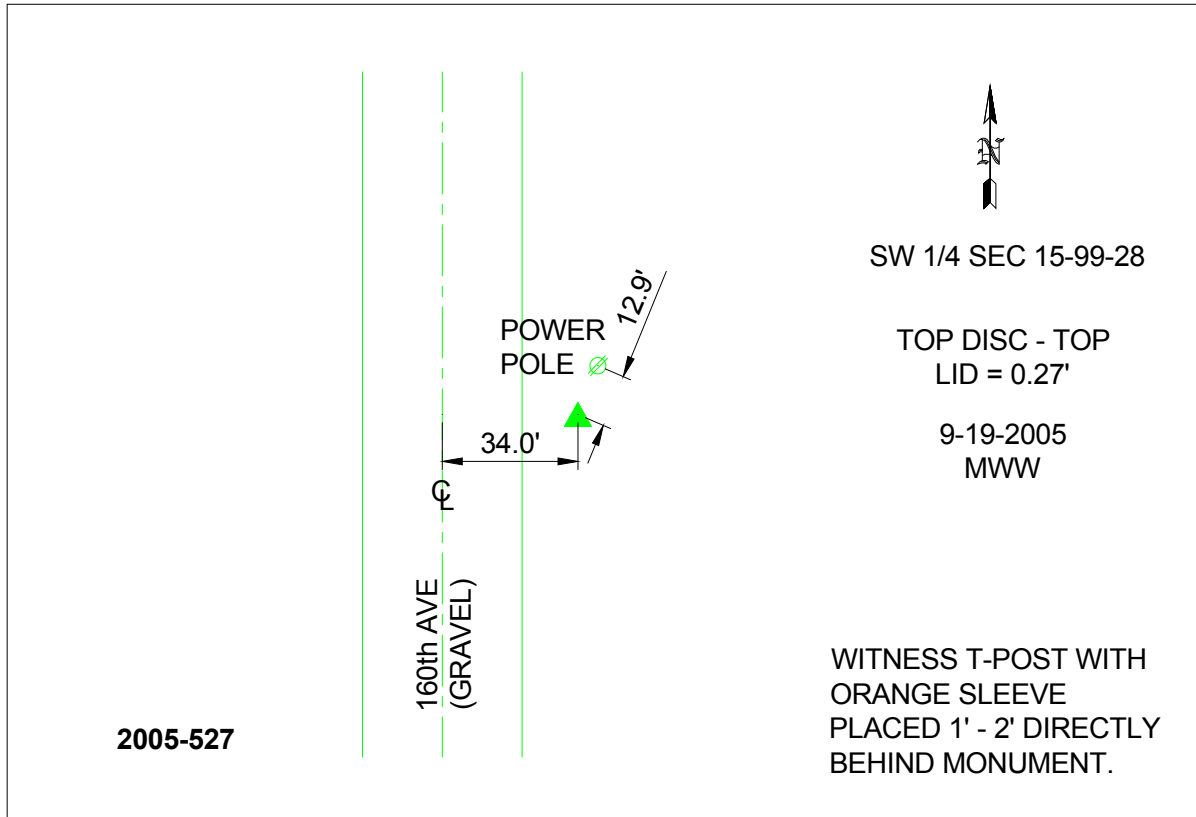 N
SW 1/4 SEC 15-99-28
TOP DISC - TOP
LID = 0.27'
9-19-2005
MWW
POWER
POLE
12.9'
34.0'
℄
160th AVE
(GRAVEL)
WITNESS T-POST WITH
ORANGE SLEEVE
PLACED 1' - 2' DIRECTLY
BEHIND MONUMENT.
2005-527